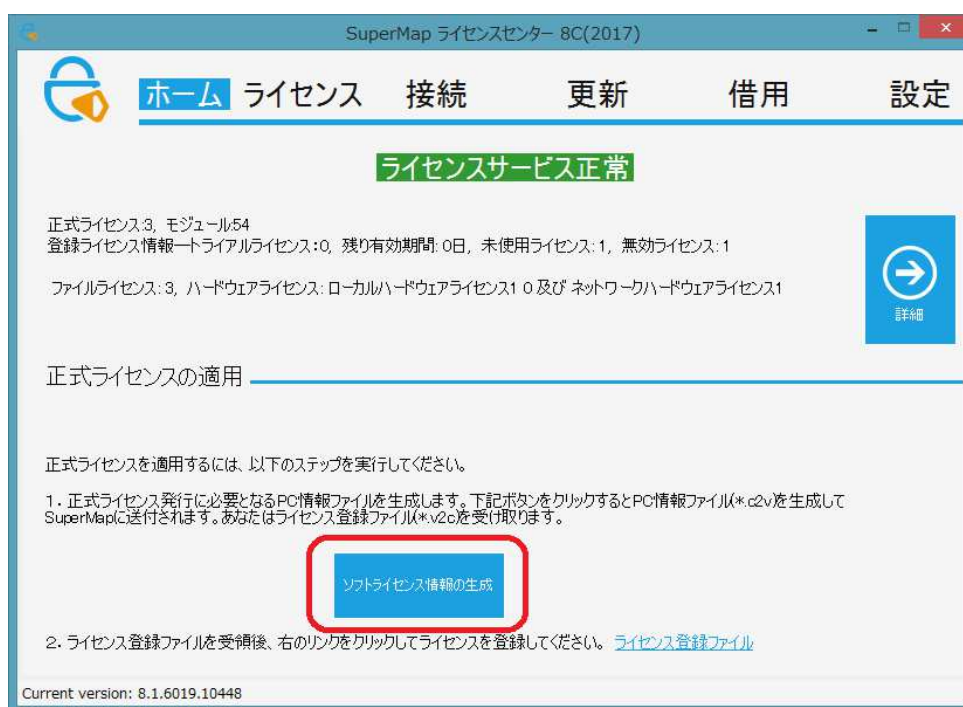 SuperMap ライセンスセンター 8C(2017)
ホーム ライセンス 接続 更新 借用 設定
ライセンスサービス正常
正式ライセンス:3, モジュール:54
登録ライセンス情報ートライアルライセンス:0, 残り有効期間: 0日, 未使用ライセンス: 1, 無効ライセンス: 1
ファイルライセンス: 3, ハードウェアライセンス: ローカルハードウェアライセンス1 0 及び ネットワークハードウェアライセンス1
詳細
正式ライセンスの適用
正式ライセンスを適用するには、以下のステップを実行してください。
1. 正式ライセンス発行に必要となるPC情報ファイルを生成します。下記ボタンをクリックするとPC情報ファイル(*.c2v)を生成して
SuperMapに送付されます。あなたはライセンス登録ファイル(*.v2c)を受け取ります。
ソフトライセンス情報の生成
2. ライセンス登録ファイルを受領後、右のリンクをクリックしてライセンスを登録してください。 ライセンス登録ファイル
Current version: 8.1.6019.10448